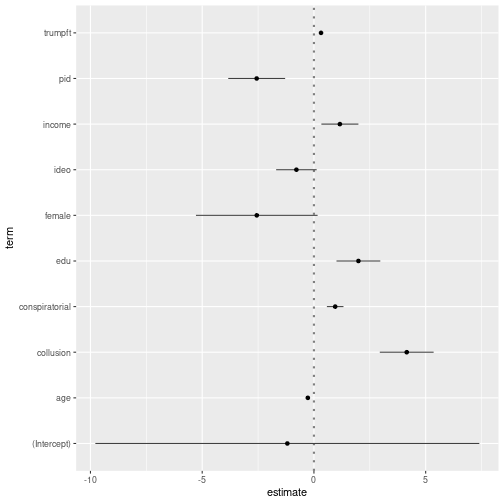 trumpft
pid
income
ideo
female
edu
conspiratorial
collusion
age
(Intercept)
term
-10
-5
0
5
estimate